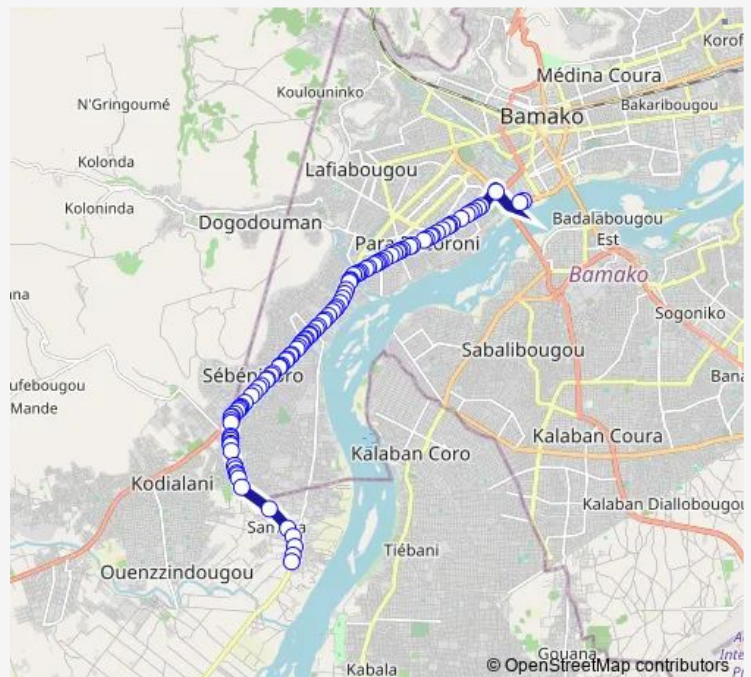 Korof
Médina Coura
N'Gringoumé
Koulouninko
Bakaribougou
Bamako
Kolonda
Lafiabougou
Koloninda
Dogodouman
Badalabougou
Est
Bamako
Sogoniko
Sabalibougou
Bana
ufebougou
Mande
Kalaban Coura
Kalaban Coro
Kodialani
Kalaban Diallobougou
Tiébani
Ouenzzindougou
Gouana
Kabala
© OpenStreetMap contributors